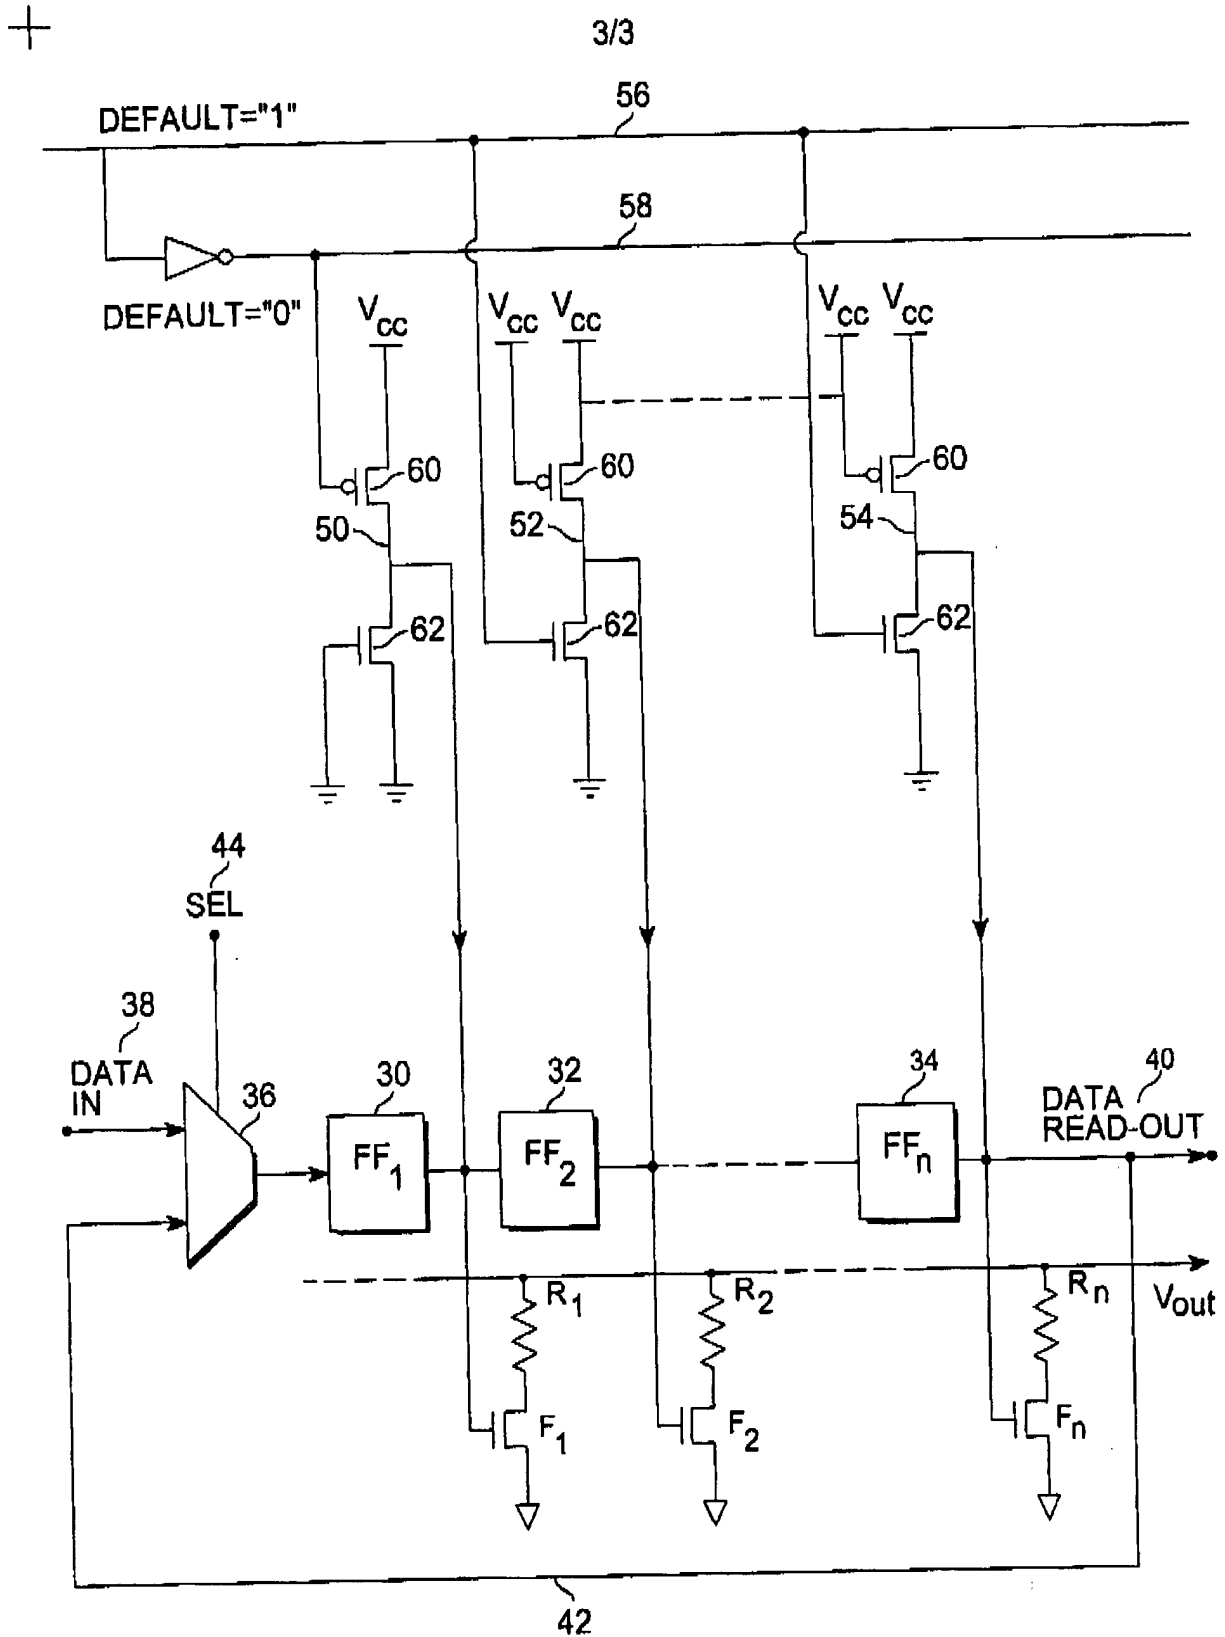 3/3
DEFAULT="1"
56
58
DEFAULT="0"
Vcc
Vcc
Vcc
Vcc
Vcc
60
60
60
50
52
54
62
62
62
44
SEL
38
DATA
IN
36
30
32
34
40
DATA
READ-OUT
FF1
FF2
FFn
R1
R2
Rn
Vout
F1
F2
Fn
42